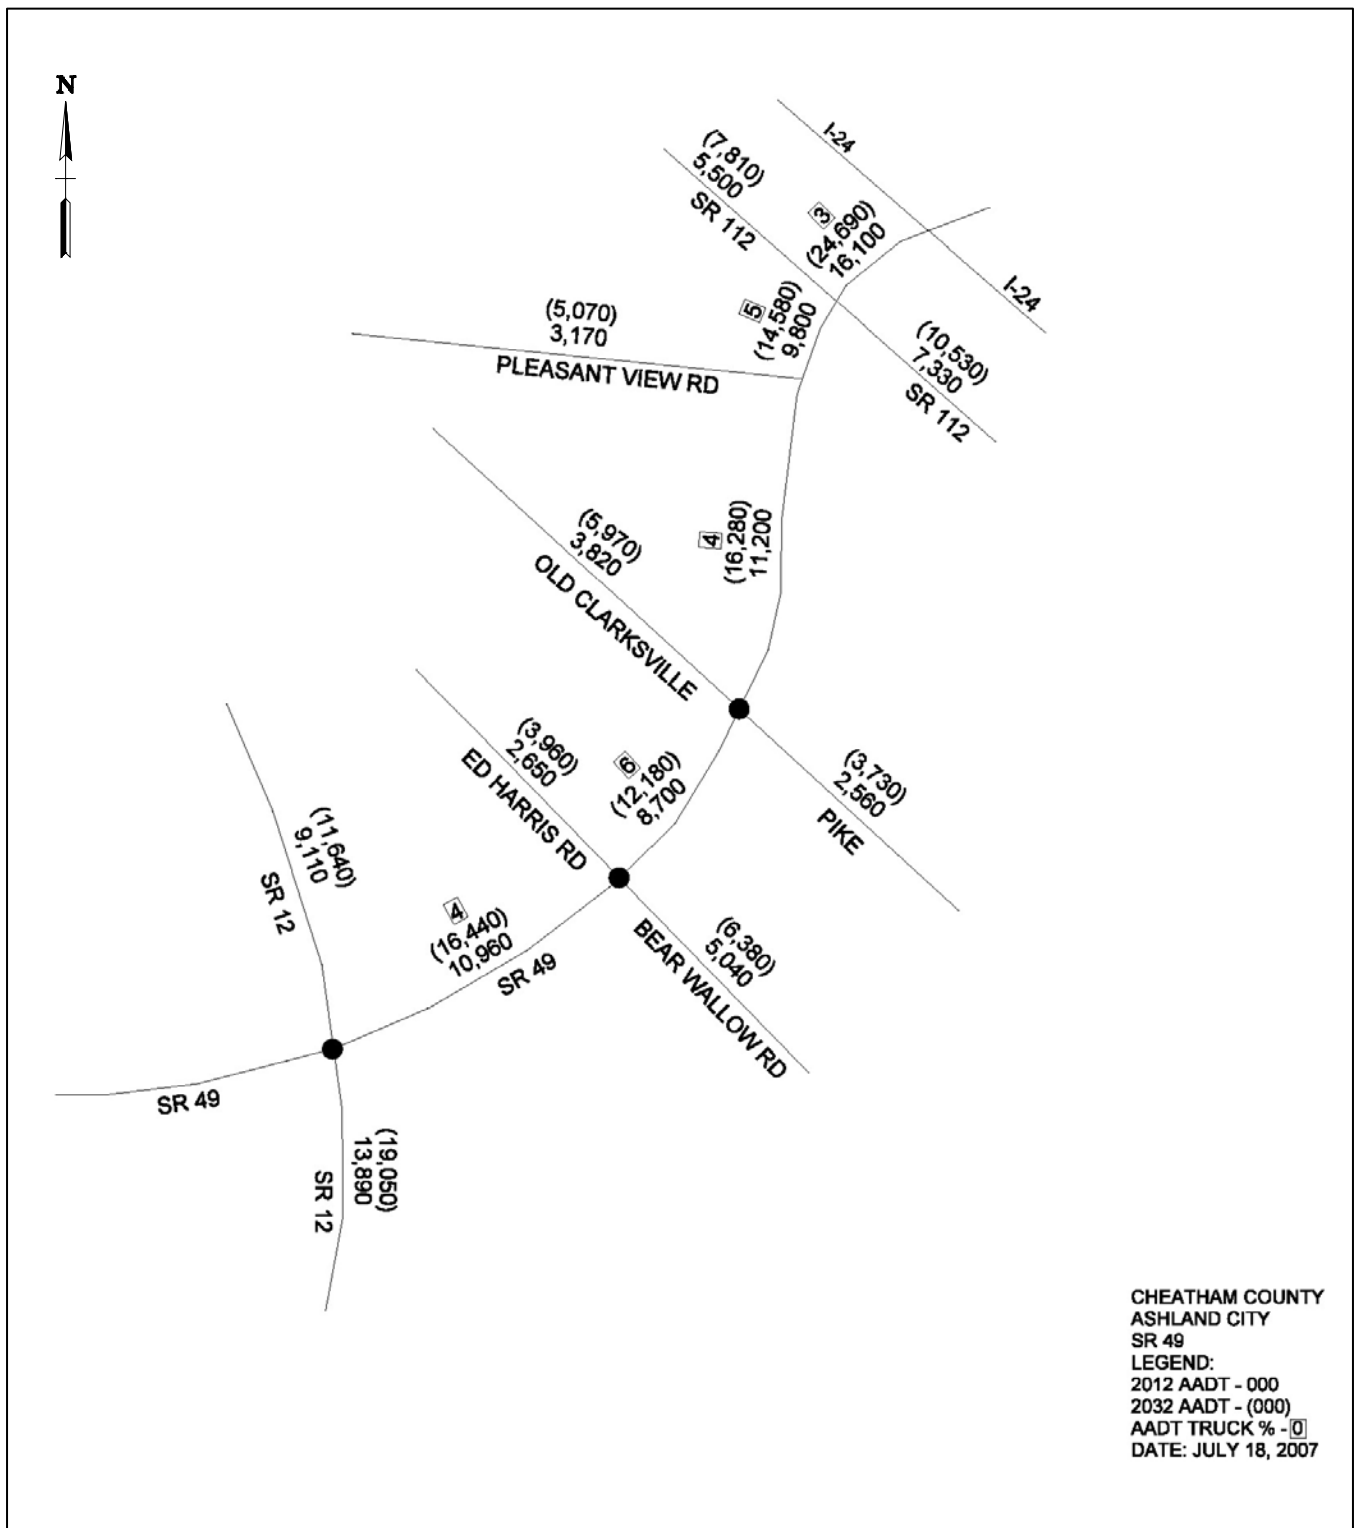 N
I-24
(7,810)
5,500
SR 112
3
(24,690)
16,100
I-24
5
(14,580)
9,800
(10,530)
7,330
SR 112
(5,070)
3,170
PLEASANT VIEW RD
4
(16,280)
11,200
(5,970)
3,820
OLD CLARKSVILLE
(3,730)
2,560
PIKE
(3,960)
2,650
ED HARRIS RD
6
(12,180)
8,700
(11,640)
9,110
SR 12
4
(16,440)
10,960
SR 49
(6,380)
5,040
BEAR WALLOW RD
SR 49
(19,050)
13,890
SR 12
CHEATHAM COUNTY
ASHLAND CITY
SR 49
LEGEND:
2012 AADT - 000
2032 AADT - (000)
AADT TRUCK % - 0
DATE: JULY 18, 2007